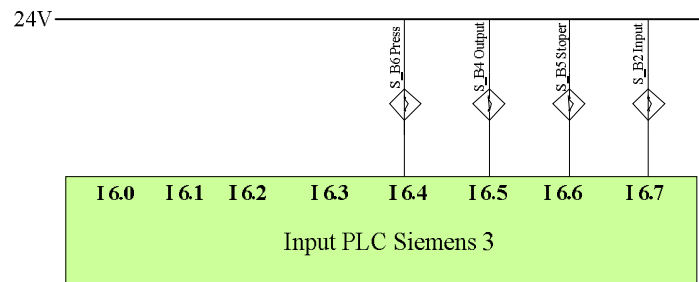 24V
S_B6 Press
S_B4 Output
S_B5 Stoper
S_B2 Input
I 6.0 I 6.1 I 6.2 I 6.3 I 6.4 I 6.5 I 6.6 I 6.7
Input PLC Siemens 3